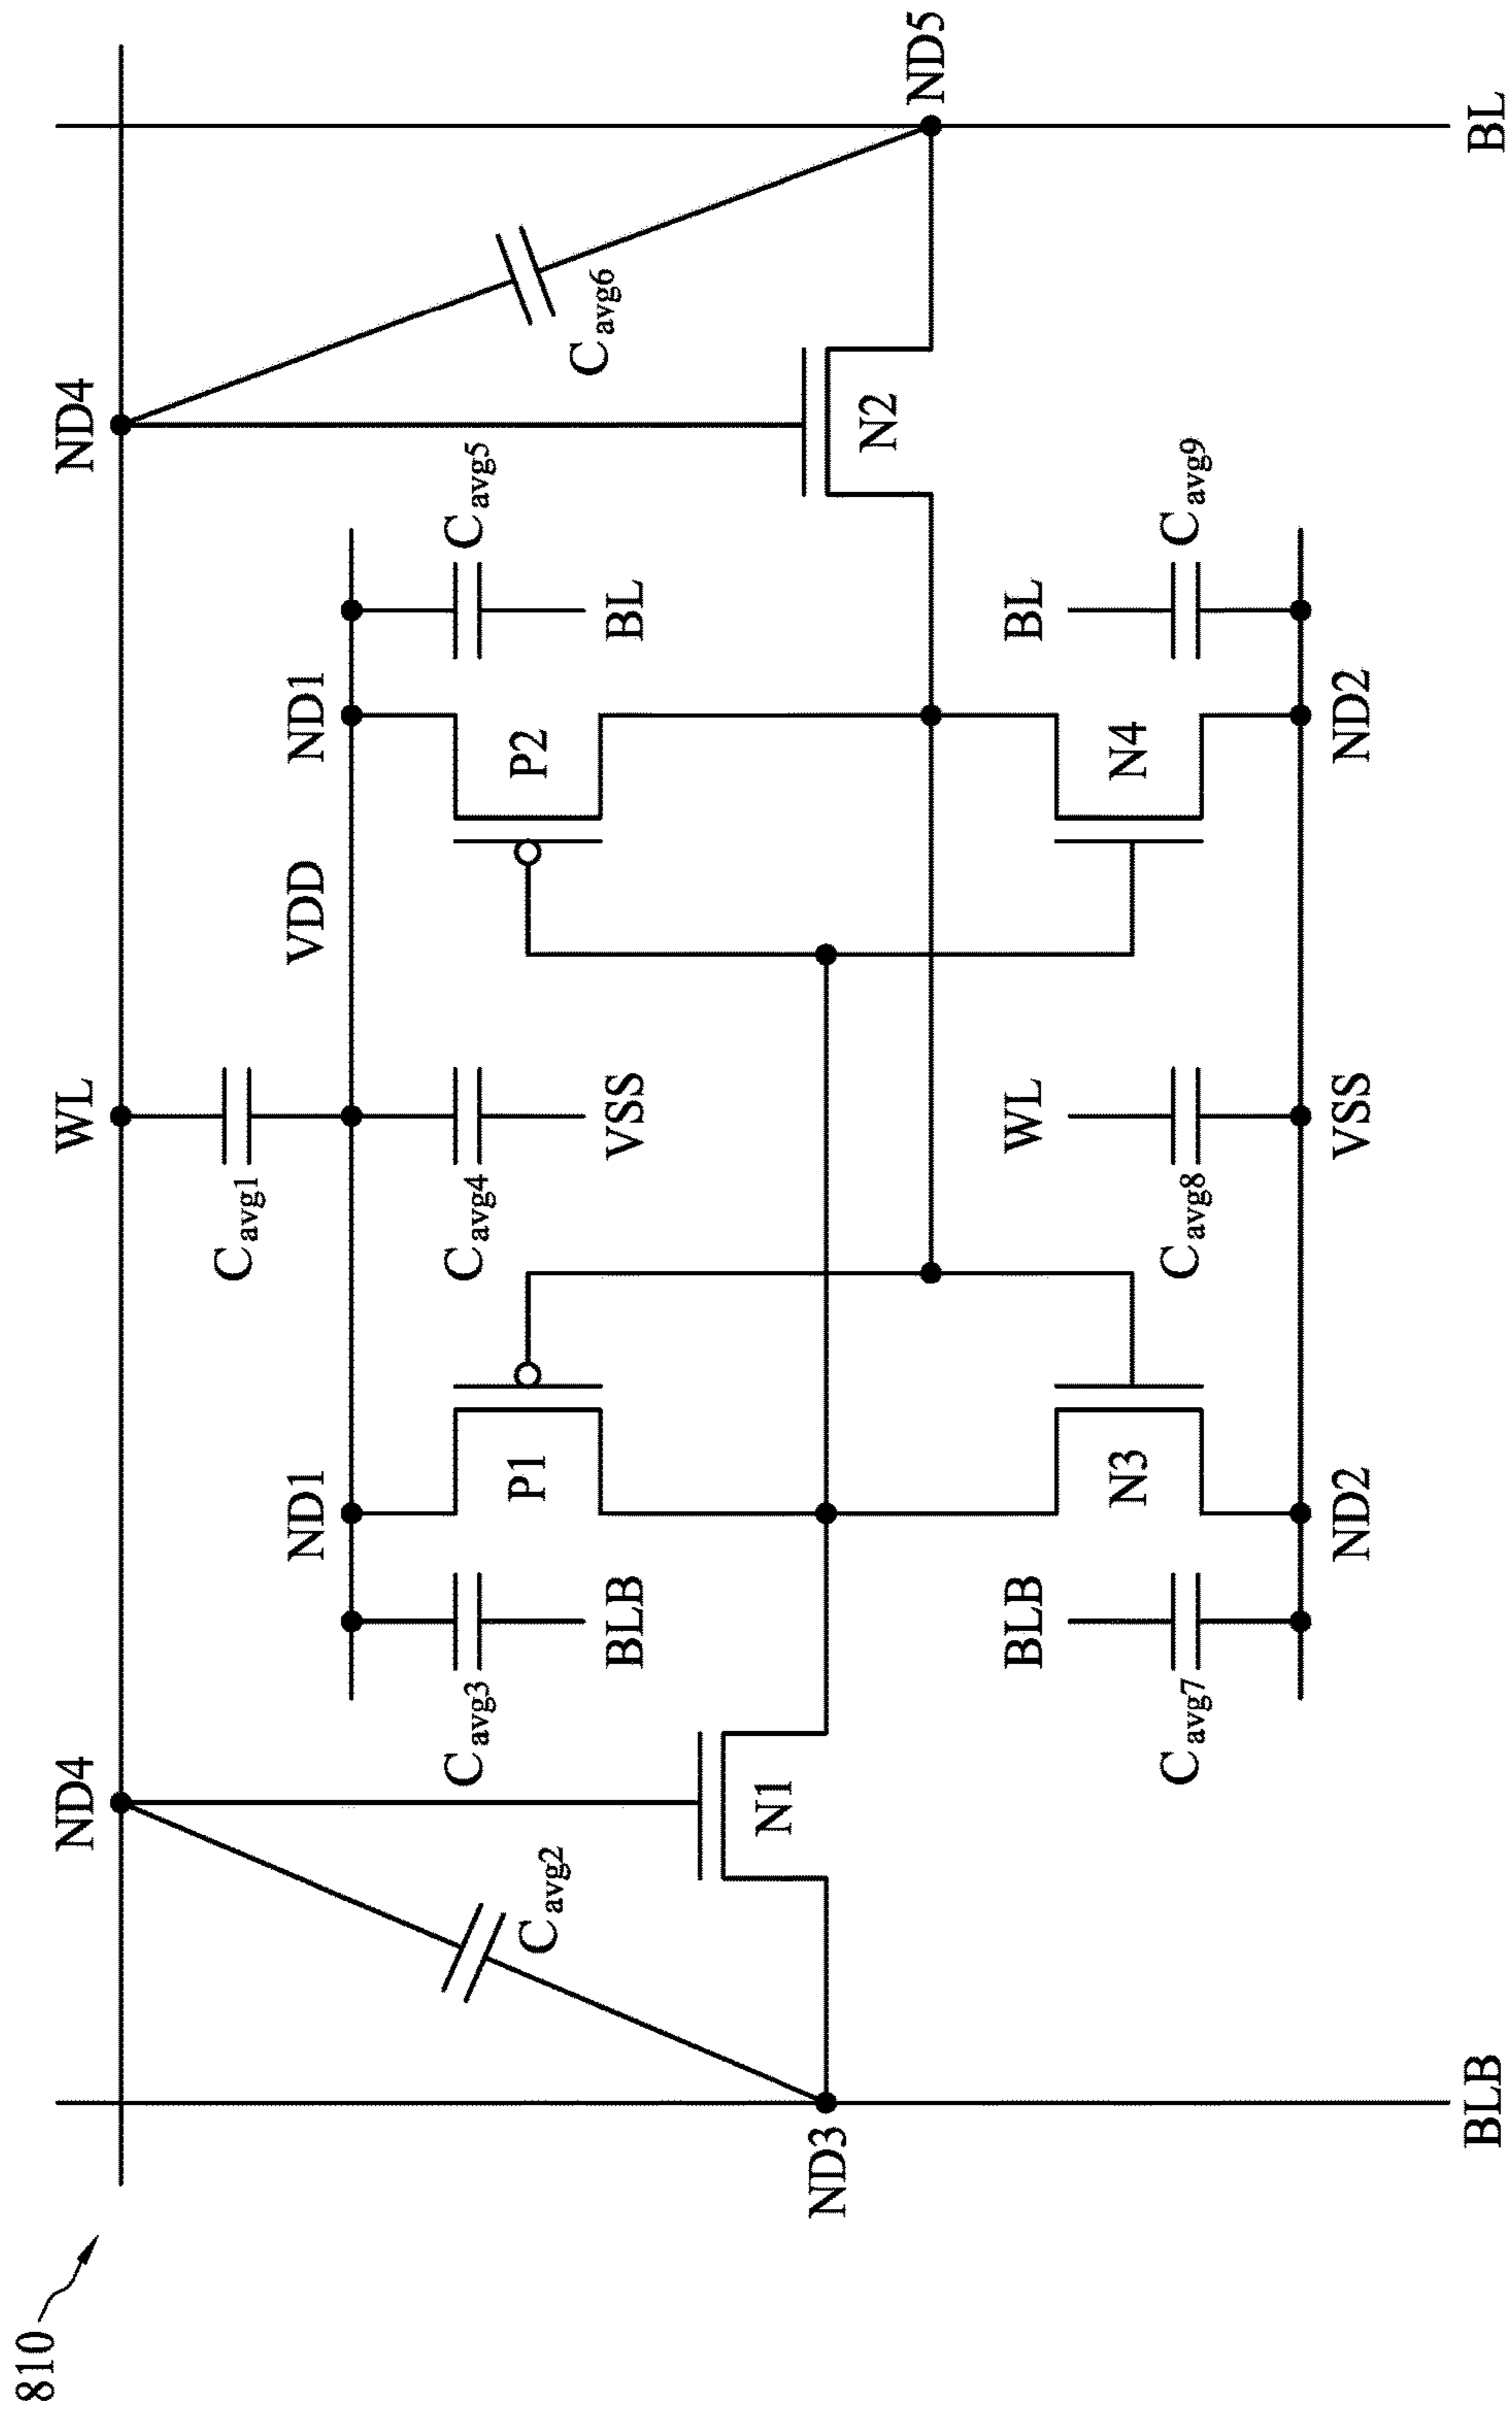 810
WL
ND4
ND4
Cavg1
ND1
VDD
ND1
Cavg2
Cavg3
P1
Cavg4
P2
Cavg5
Cavg6
BLB
VSS
BL
N1
N2
ND3
ND5
BLB
WL
BL
Cavg7
N3
Cavg8
N4
Cavg9
ND2
VSS
ND2
BLB
BL